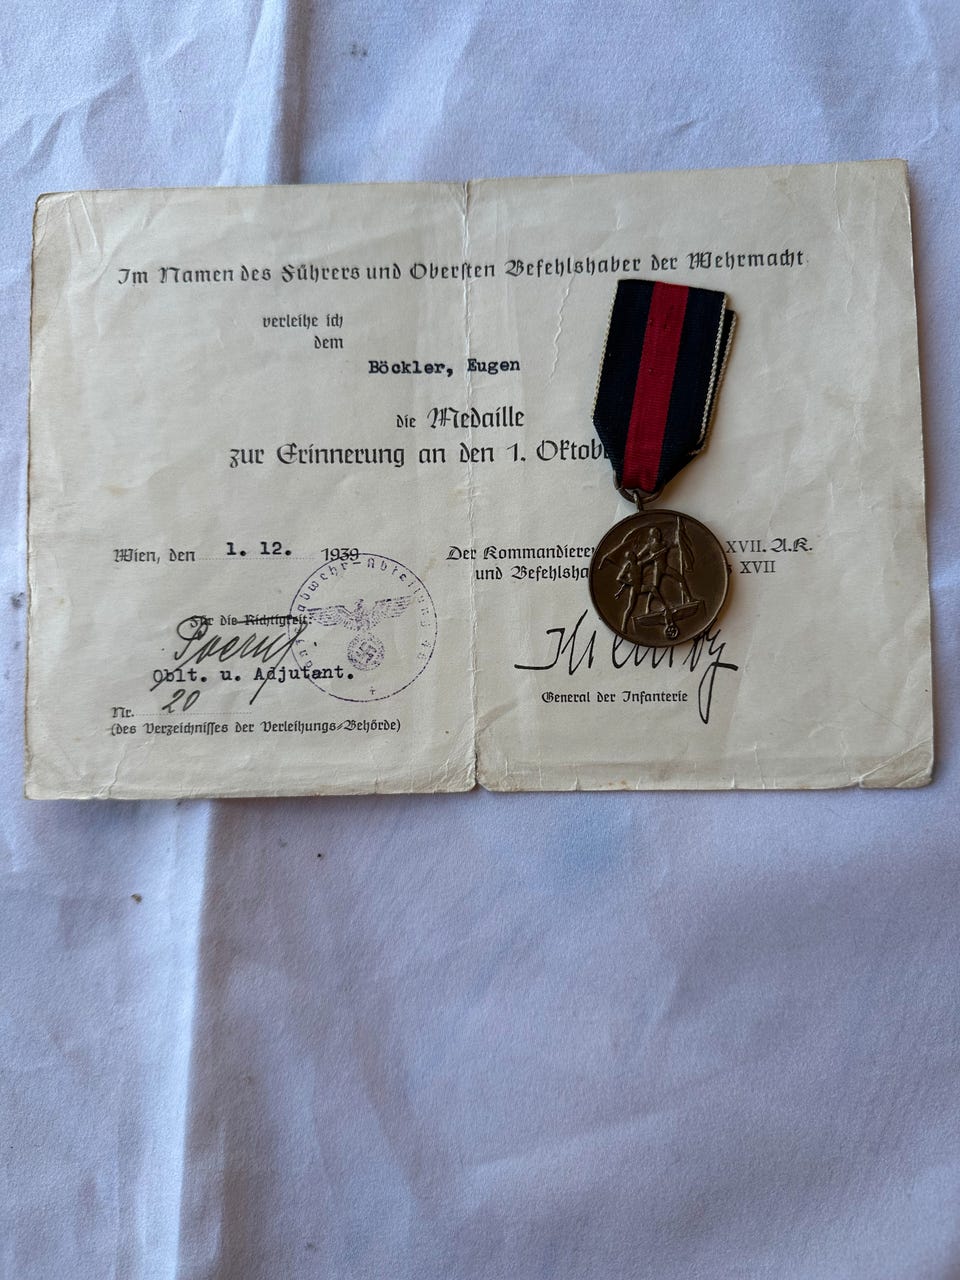 Im Namen des Führers und Obersten Befehlshaber der Wehrmacht
verleihe ich
dem
Böckler, Eugen
die Medaille
zur Erinnerung an den 1. Oktob
Wien, den 1. 12. 1939
Der Kommandiere XVII. A.K.
und Befehlsha s XVII
Für die Richtigkeit:
Oblt. u. Adjutant.
General der Infanterie
Nr. 20
(des Verzeichnisses der Verleihungs-Behörde)